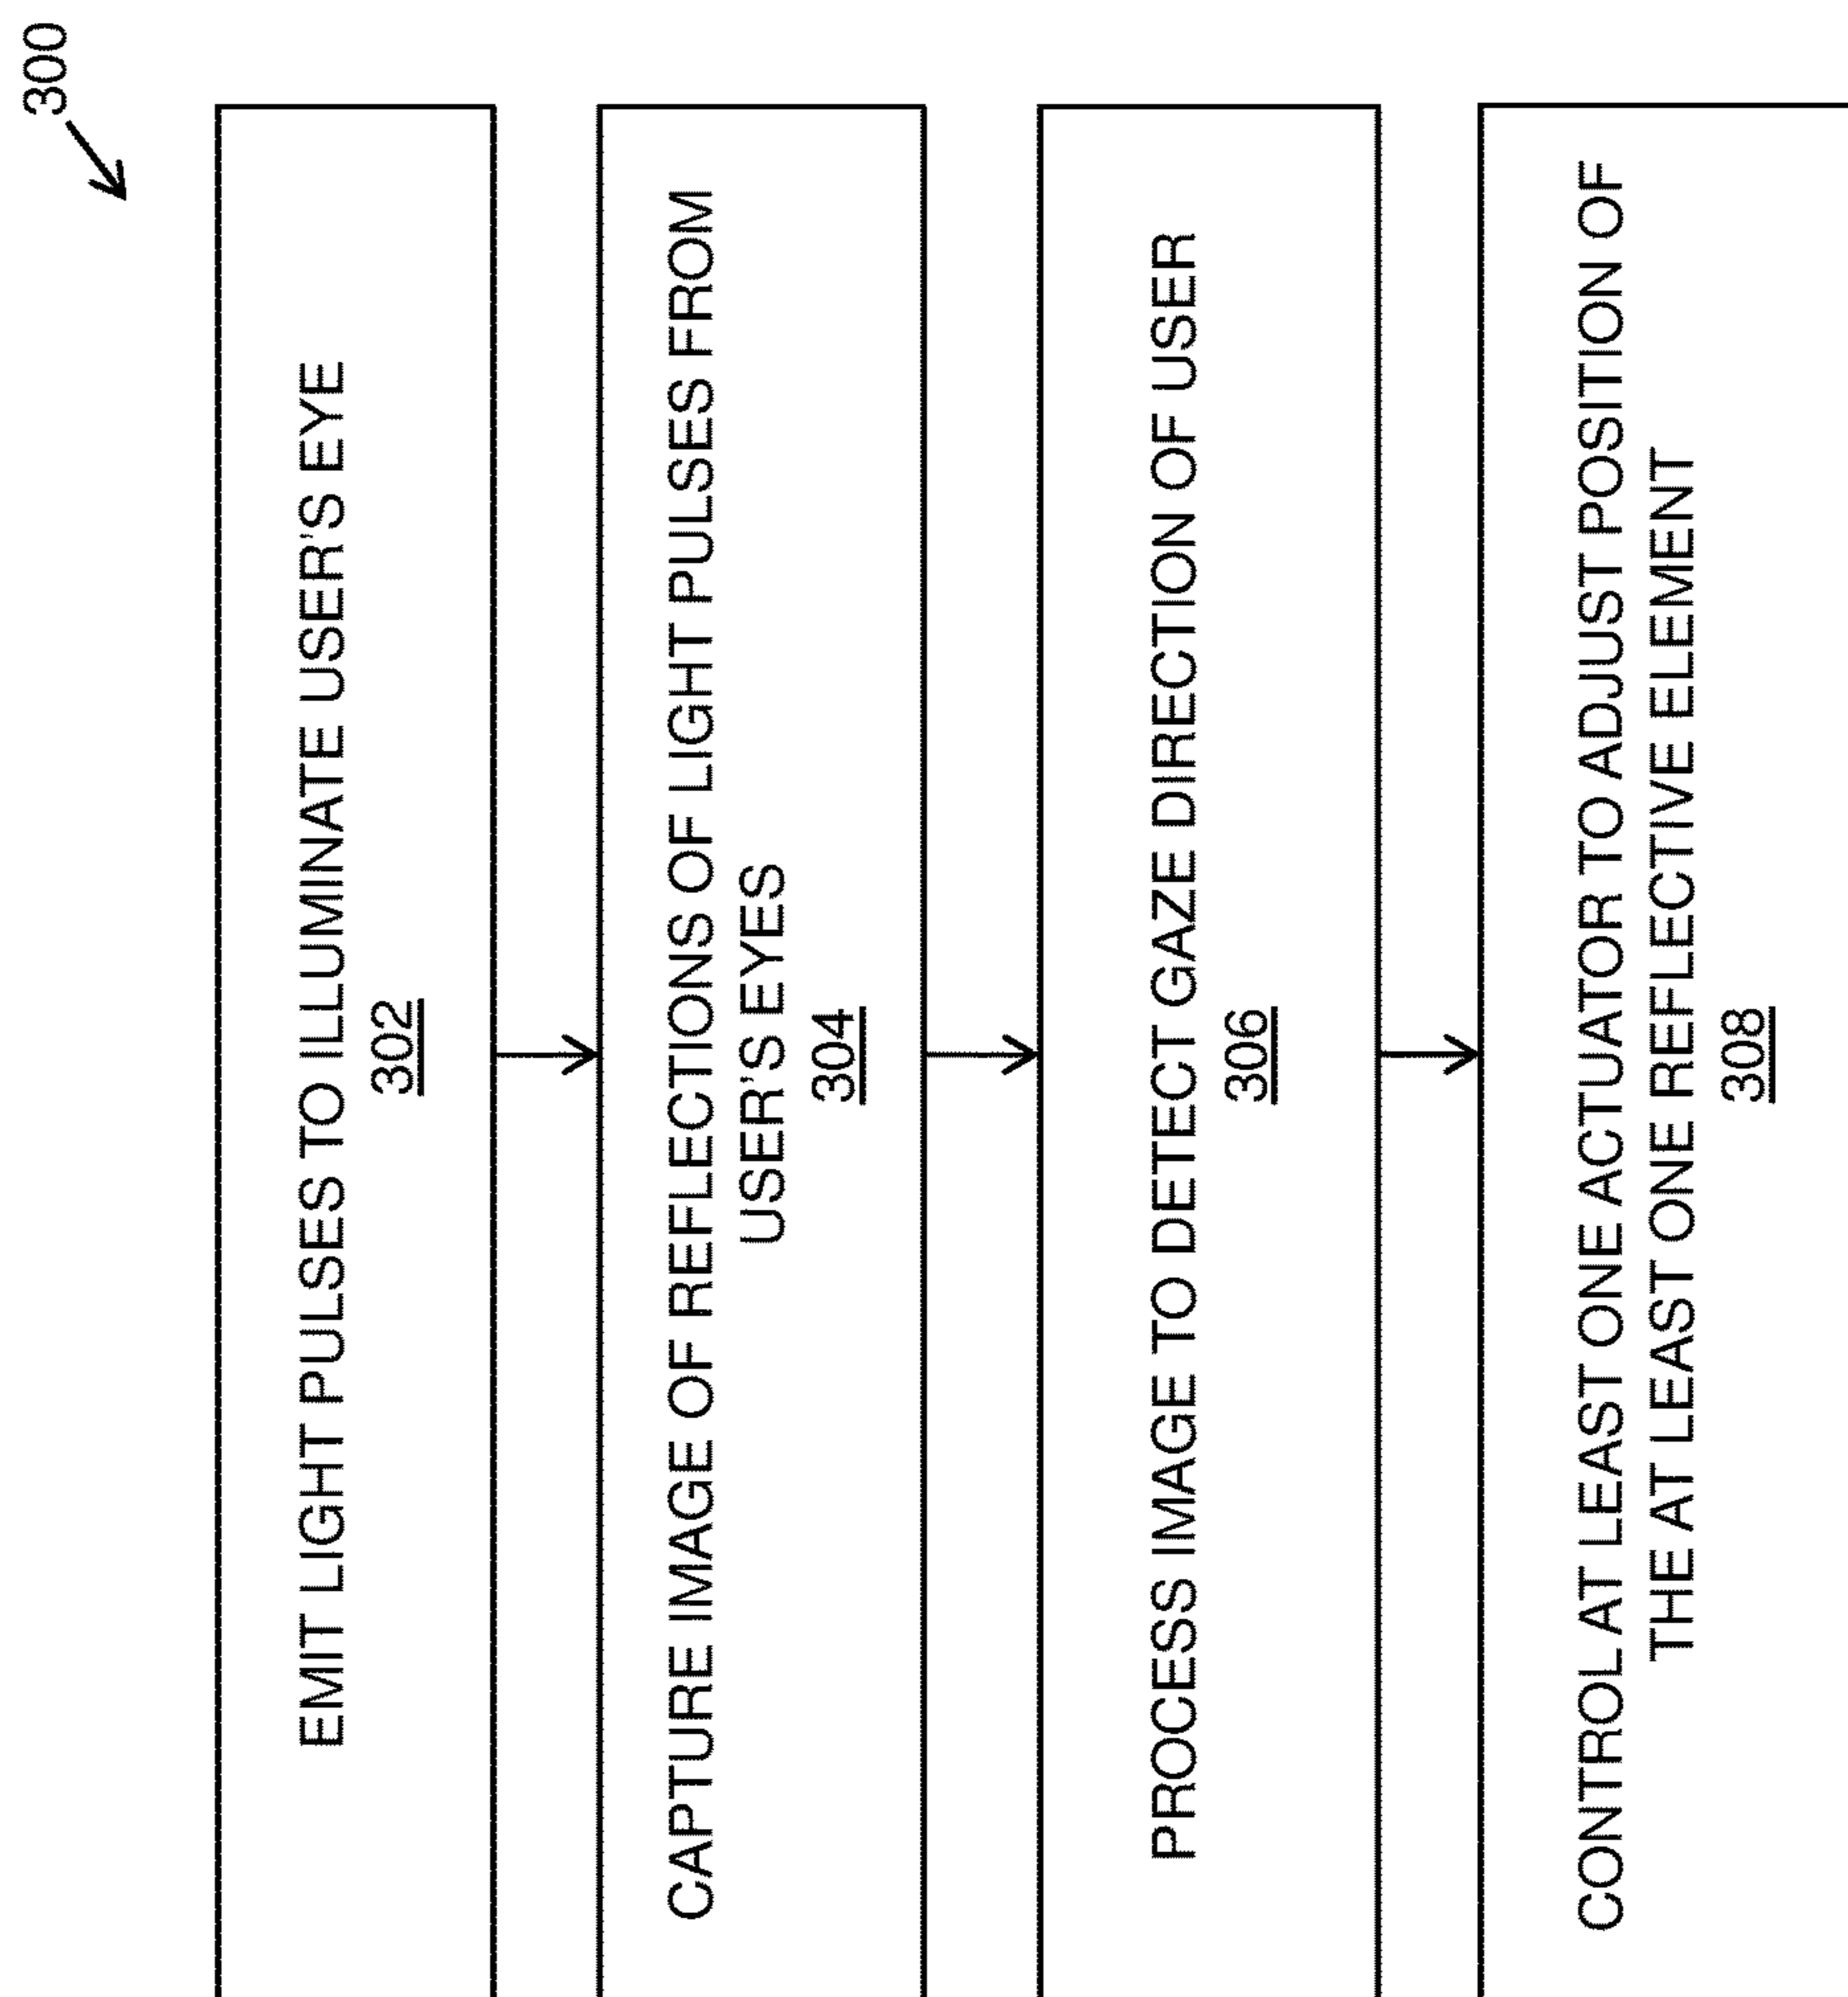 300
EMIT LIGHT PULSES TO ILLUMINATE USER'S EYE
302
CAPTURE IMAGE OF REFLECTIONS OF LIGHT PULSES FROM
USER'S EYES
304
PROCESS IMAGE TO DETECT GAZE DIRECTION OF USER
306
CONTROL AT LEAST ONE ACTUATOR TO ADJUST POSITION OF
THE AT LEAST ONE REFLECTIVE ELEMENT
308